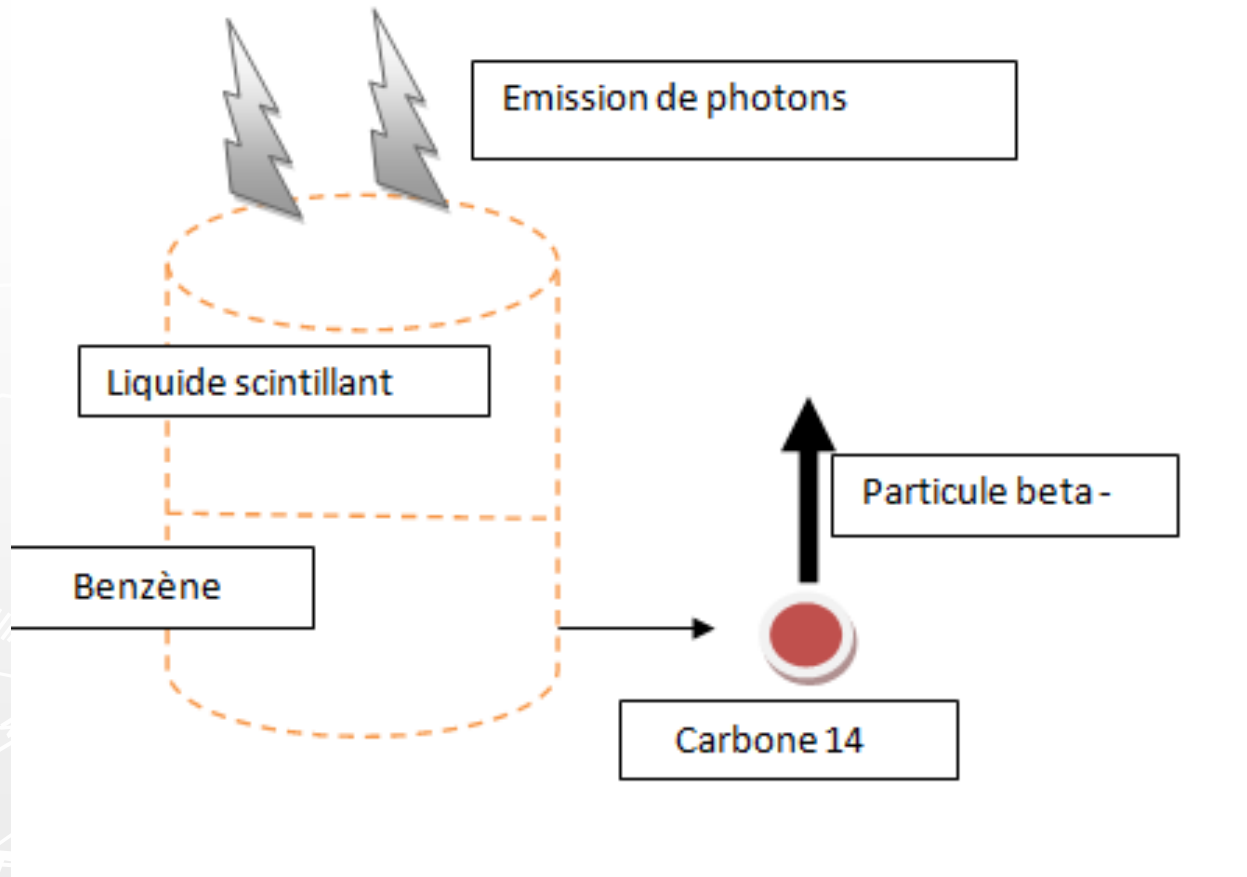 Emission de photons
Liquide scintillant
Particule beta -
Benzène
Carbone 14